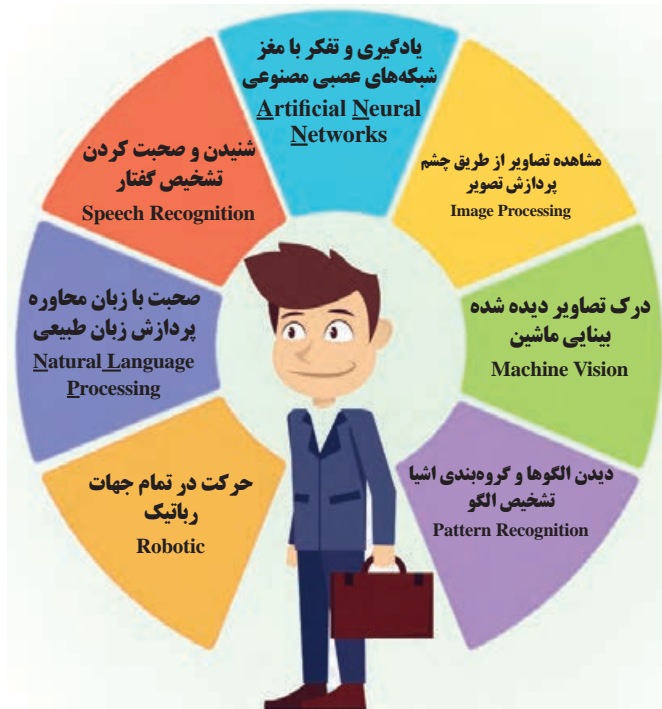 یادگیری و تفکر با مغز
شبکه‌های عصبی مصنوعی
Artificial Neural
Networks
مشاهده تصاویر از طریق چشم
پردازش تصویر
Image Processing
درک تصاویر دیده شده
بینایی ماشین
Machine Vision
دیدن الگوها و گروه‌بندی اشیا
تشخیص الگو
Pattern Recognition
حرکت در تمام جهات
رباتیک
Robotic
صحبت با زبان محاوره
پردازش زبان طبیعی
Natural Language
Processing
شنیدن و صحبت کردن
تشخیص گفتار
Speech Recognition